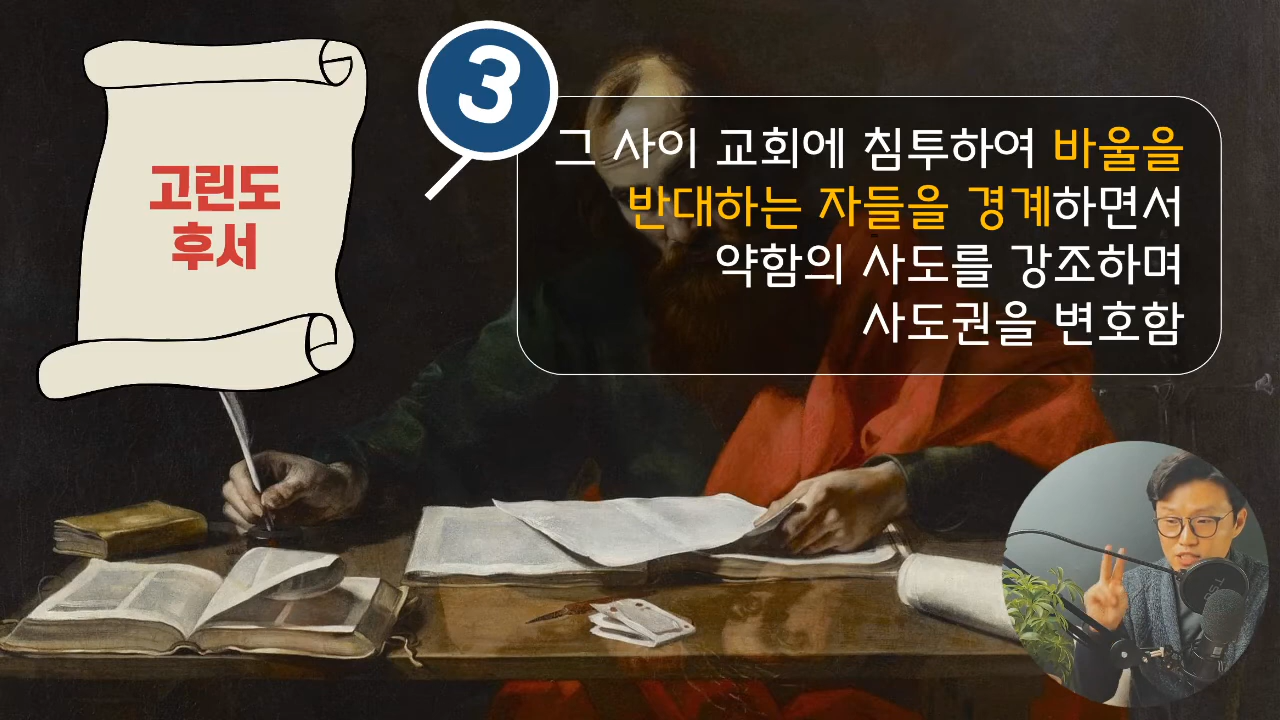 고린도
후서
3
그 사이 교회에 침투하여 바울을
반대하는 자들을 경계하면서
약함의 사도를 강조하며
사도권을 변호함